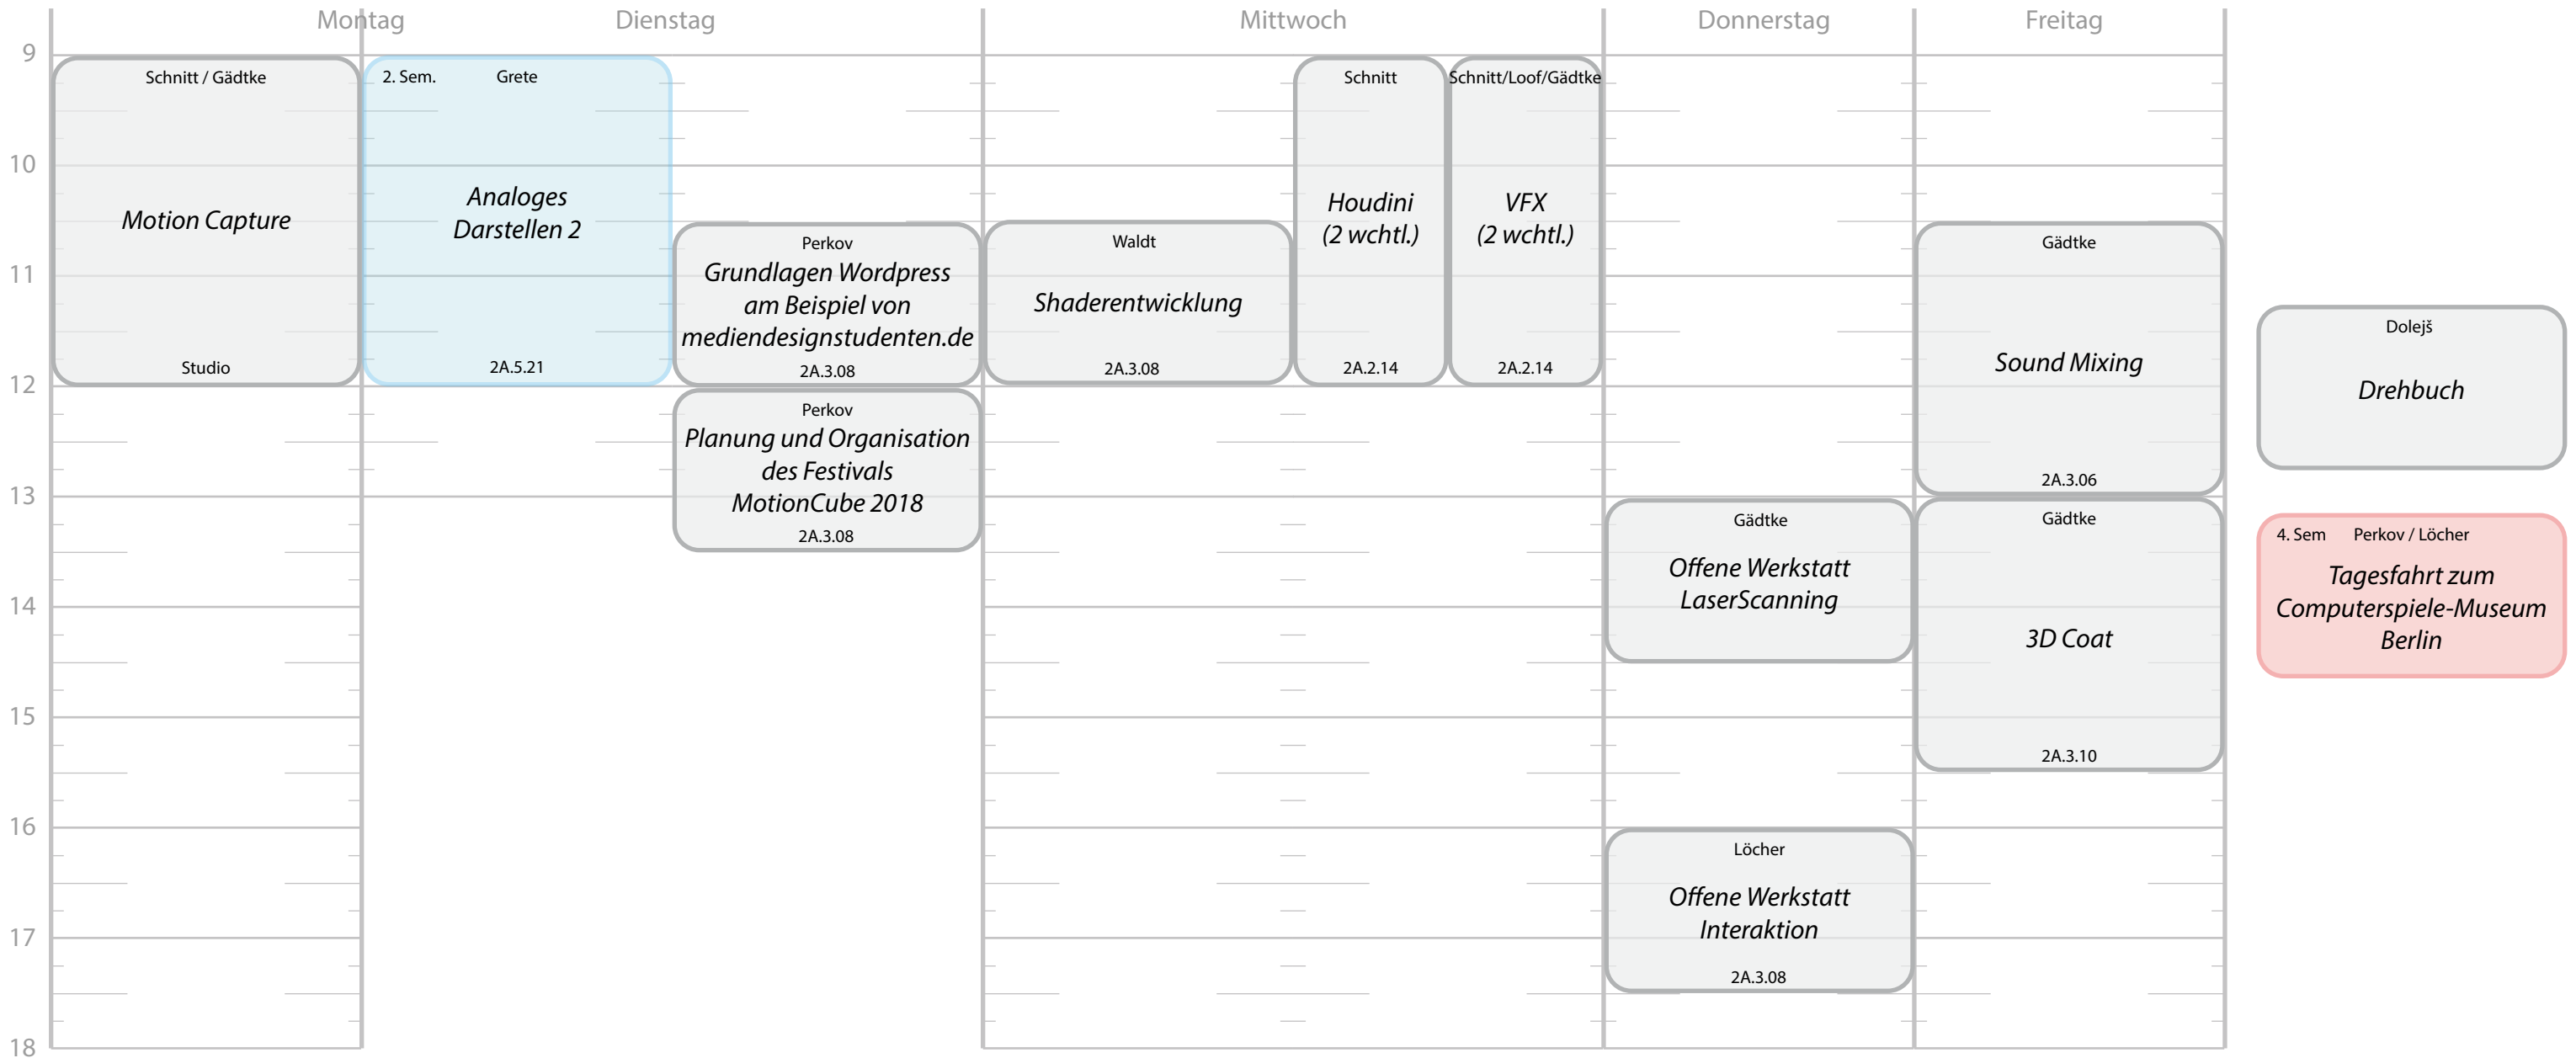 Montag
Dienstag
Mittwoch
Donnerstag
Freitag
9
10
11
12
13
14
15
16
17
18
Schnitt / Gädtke
Motion Capture
Studio
2. Sem. Grete
Analoges
Darstellen 2
2A.5.21
Perkov
Grundlagen Wordpress
am Beispiel von
mediendesignstudenten.de
2A.3.08
Perkov
Planung und Organisation
des Festivals
MotionCube 2018
2A.3.08
Waldt
Shaderentwicklung
2A.3.08
Schnitt
Houdini
(2 wchtl.)
2A.2.14
Schnitt/Loof/Gädtke
VFX
(2 wchtl.)
2A.2.14
Gädtke
Offene Werkstatt
LaserScanning
Löcher
Offene Werkstatt
Interaktion
2A.3.08
Gädtke
Sound Mixing
2A.3.06
Gädtke
3D Coat
2A.3.10
Dolejš
Drehbuch
4. Sem Perkov / Löcher
Tagesfahrt zum
Computerspiele-Museum
Berlin